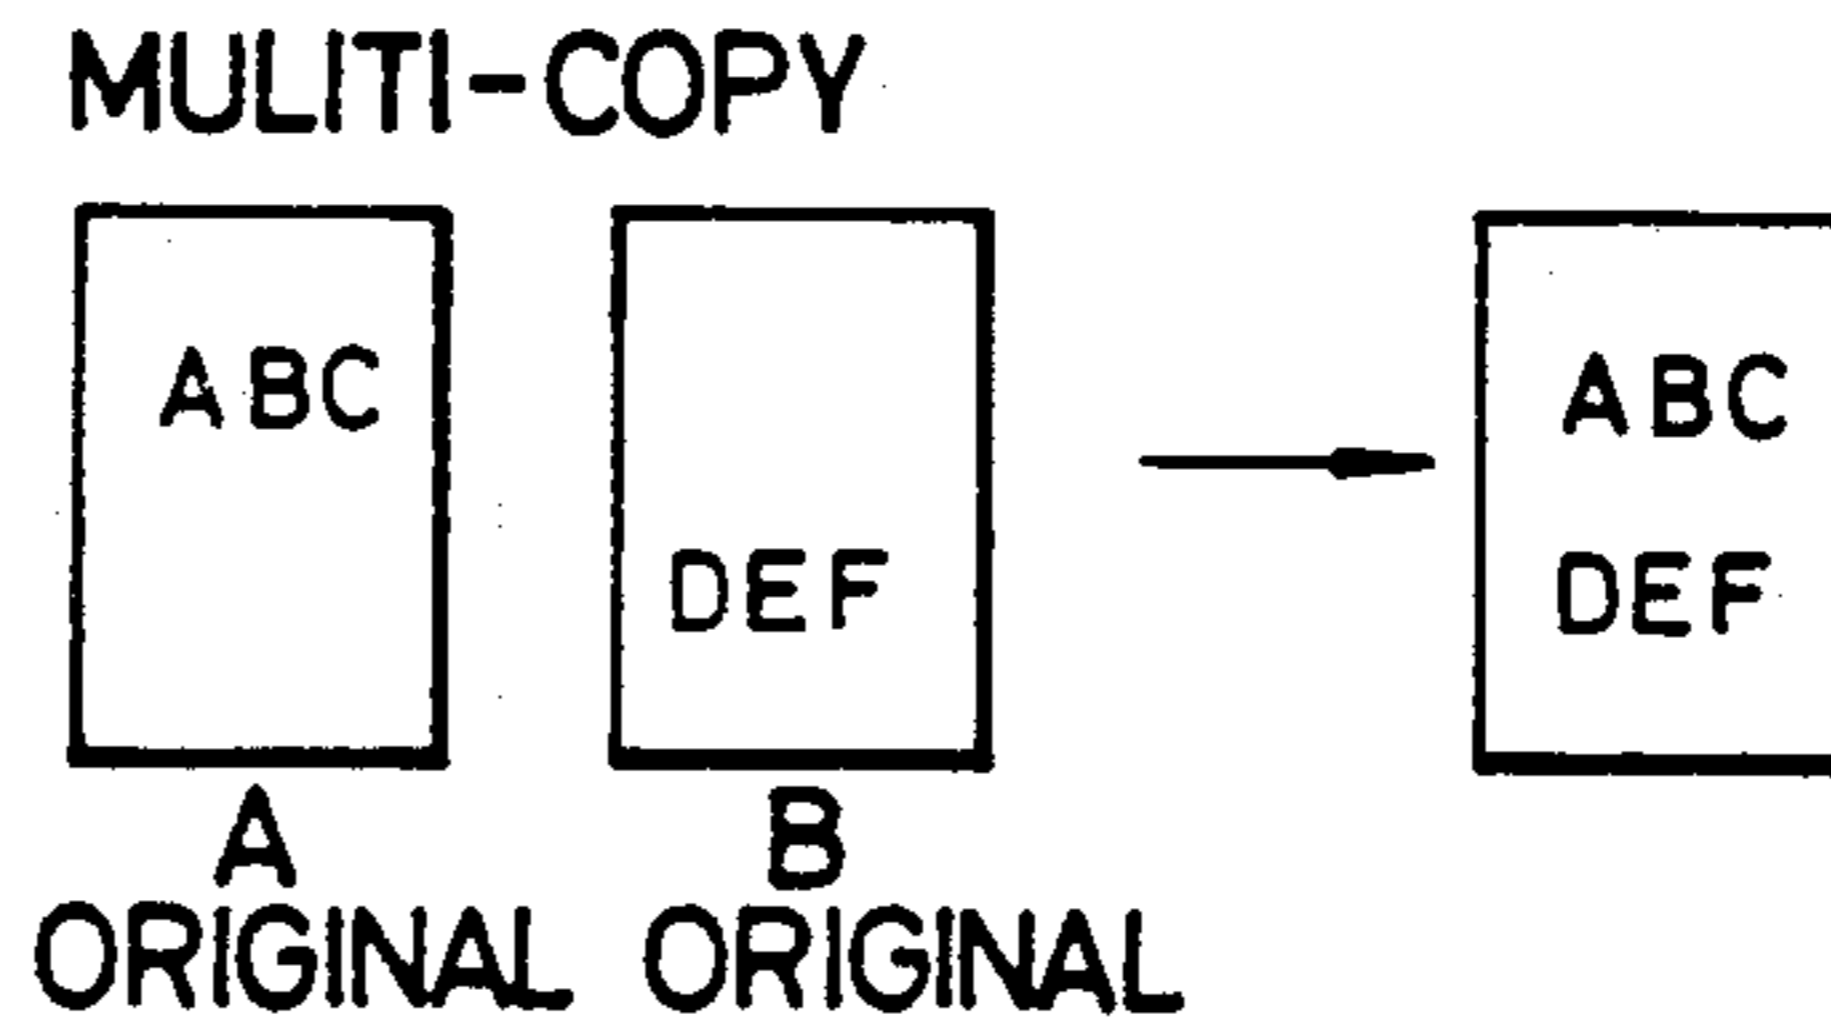 MULITI-COPY
ABC
DEF
ABC
DEF
A
ORIGINAL
B
ORIGINAL